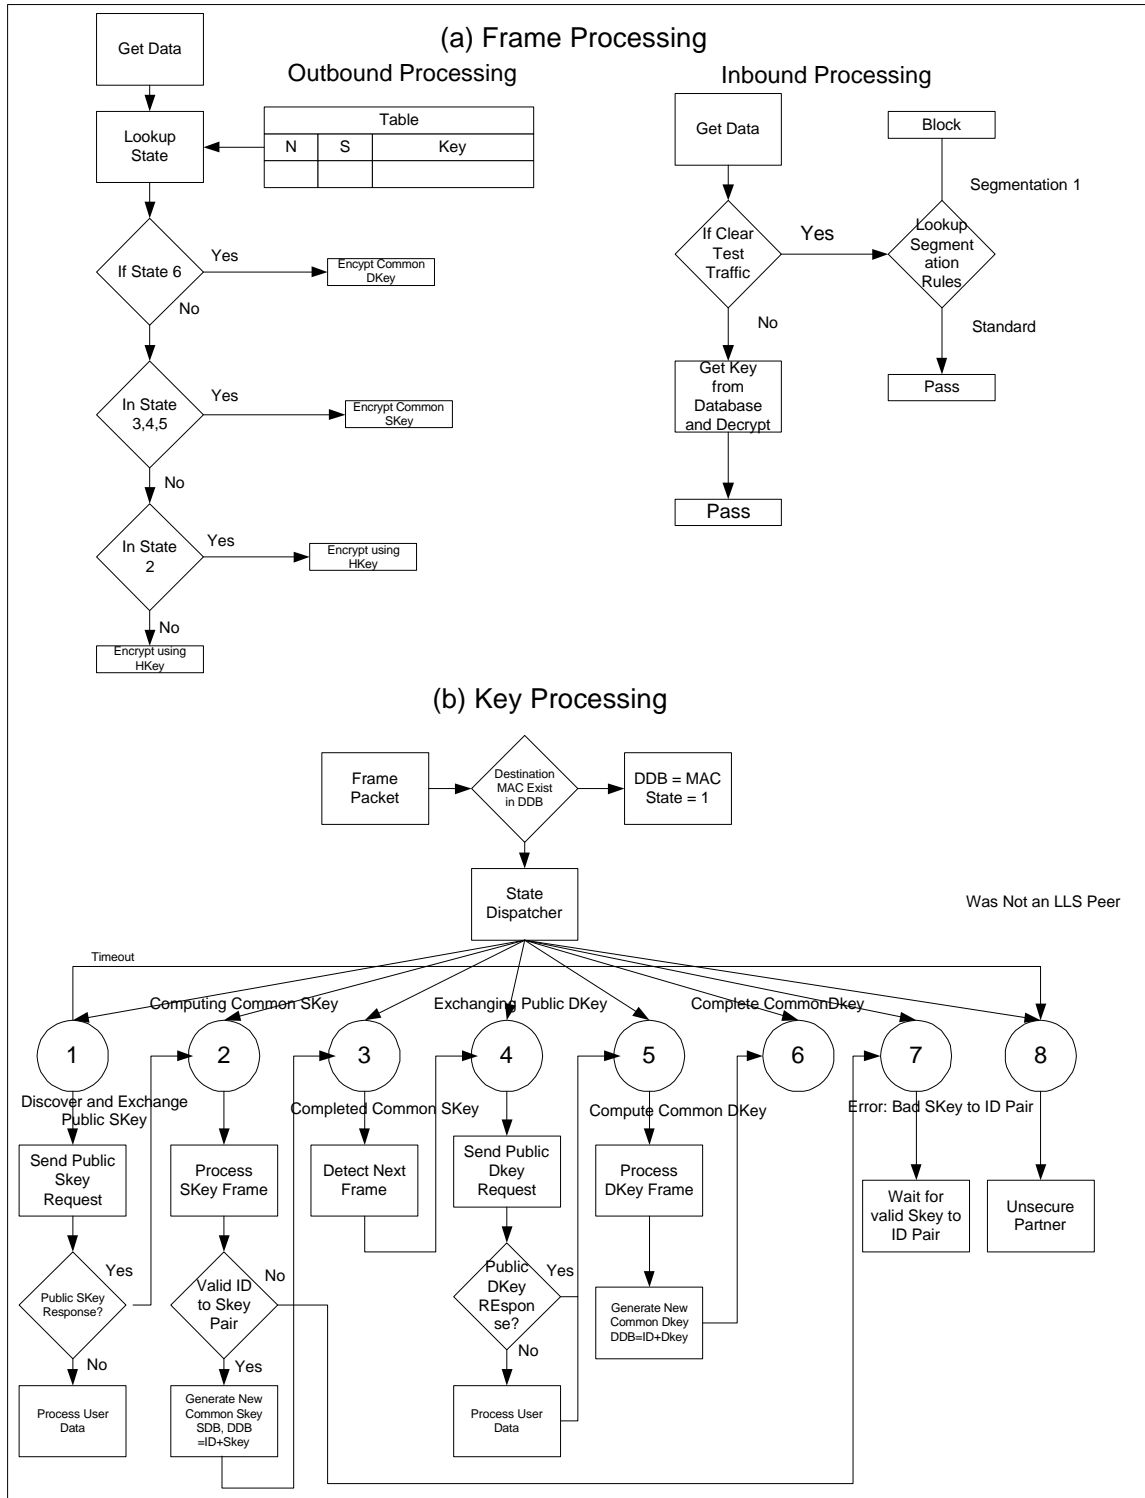 (a) Frame Processing
Outbound Processing
Get Data
Lookup
State
Table
N S Key
If State 6
Yes
Encypt Common
DKey
No
In State
3,4,5
Yes
Encrypt Common
SKey
No
In State
2
Yes
Encrypt using
HKey
No
Encrypt using
HKey
Inbound Processing
Get Data
Block
Segmentation 1
If Clear
Test
Traffic
Yes
Lookup
Segment
ation
Rules
No
Standard
Get Key
from
Database
and Decrypt
Pass
Pass
(b) Key Processing
Frame
Packet
Destination
MAC Exist
in DDB
DDB = MAC
State = 1
State
Dispatcher
Was Not an LLS Peer
Timeout
Computing Common SKey
Exchanging Public DKey
Complete CommonDkey
1 2 3 4 5 6 7 8
Discover and Exchange
Public SKey
Completed Common SKey
Compute Common DKey
Error: Bad SKey to ID Pair
Send Public
Skey
Request
Process
SKey Frame
Detect Next
Frame
Send Public
Dkey
Request
Process
DKey Frame
Wait for
valid Skey to
ID Pair
Unsecure
Partner
Public SKey
Response?
Yes
No
Process User
Data
Valid ID
to Skey
Pair
No
Yes
Generate New
Common Skey
SDB, DDB
=ID+Skey
Public
DKey
REspon
se?
Yes
No
Process User
Data
Generate New
Common Dkey
DDB=ID+Dkey